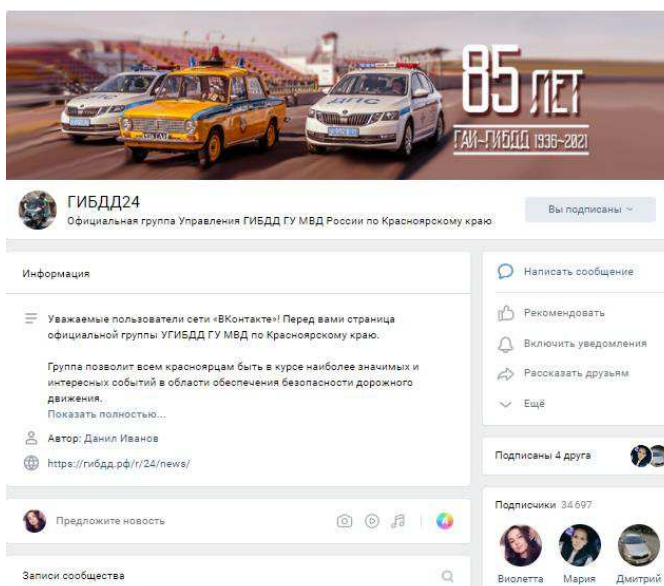 85 ЛЕТ
ГАИ-ГИБДД 1936-2021
ГИБДД24
Официальная группа Управления ГИБДД ГУ МВД России по Красноярскому краю
Вы подписаны
Информация
Уважаемые пользователи сети «ВКонтакте»! Перед вами страница
официальной группы УГИБДД ГУ МВД по Красноярскому краю.
Группа позволит всем красноярцам быть в курсе наиболее значимых и
интересных событий в области обеспечения безопасности дорожного
движения.
Показать полностью...
Автор: Данил Иванов
https://гибдд.рф/r/24/news/
Предложите новость
Записи сообщества
Написать сообщение
Рекомендовать
Включить уведомления
Рассказать друзьям
Ещё
Подписаны 4 друга
Подписчики 34 697
Виолетта Мария Дмитрий